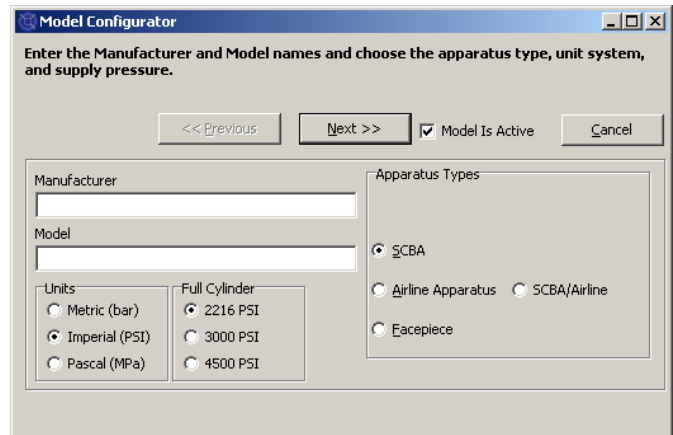 Model Configurator
Enter the Manufacturer and Model names and choose the apparatus type, unit system,
and supply pressure.
<< Previous Next >> Model Is Active Cancel
Manufacturer
Model
Units
Metric (bar)
Imperial (PSI)
Pascal (MPa)
Full Cylinder
2216 PSI
3000 PSI
4500 PSI
Apparatus Types
SCBA
Airline Apparatus SCBA/Airline
Facepiece